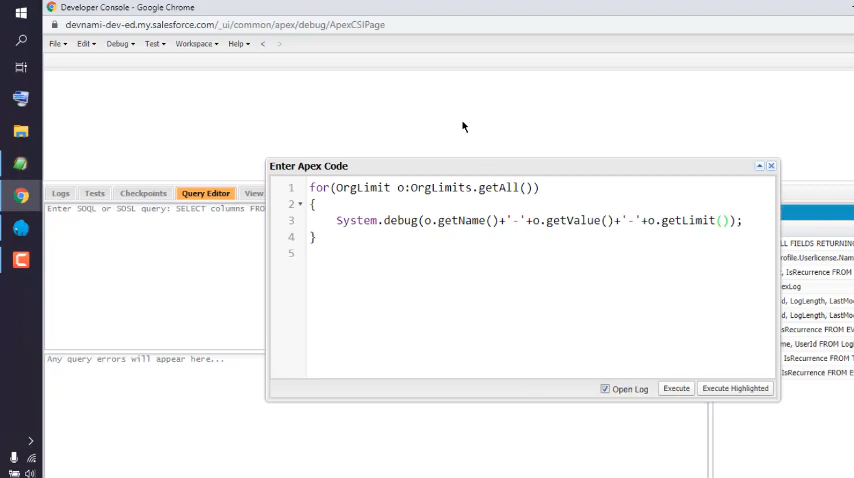 Developer Console - Google Chrome
devnami-dev-ed.my.salesforce.com/_ui/common/apex/debug/ApexCSIPage
File Edit Debug Test Workspace Help < >
Enter Apex Code
1 for(OrgLimit o:OrgLimits.getAll())
2 {
3 System.debug(o.getName()+'-'+o.getValue()+'-'+o.getLimit());
4 }
5
Open Log Execute Execute Highlighted
Logs Tests Checkpoints Query Editor View
Enter SOQL or SOSL query: SELECT columns FRO
Any query errors will appear here...
LL FIELDS RETURNING
rofile.Userlicense.Nam
, IsRecurrence FROM
exLog
d, LogLength, LastMo
d, LogLength, LastMo
sRecurrence FROM EV
me, UserId FROM Log
IsRecurrence FROM T
IsRecurrence FROM E